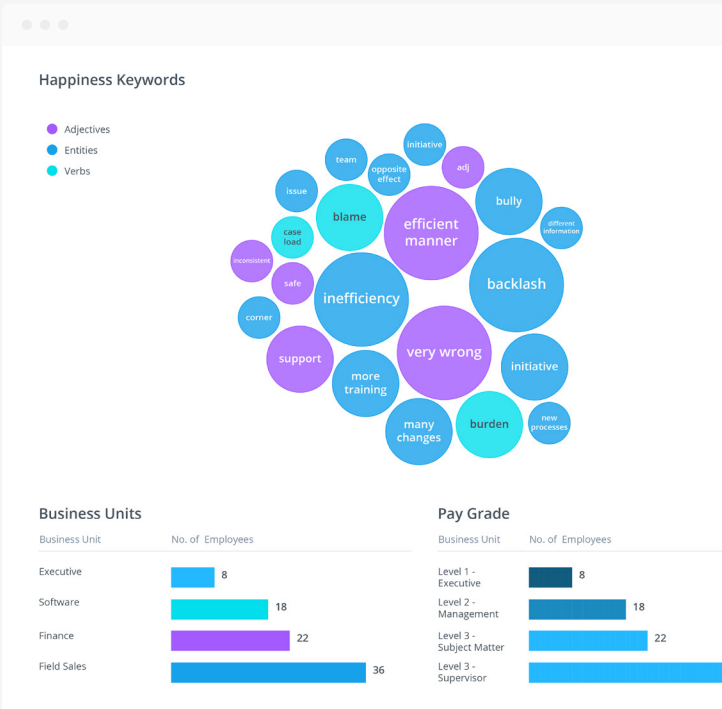 Happiness Keywords
Adjectives
Entities
Verbs
initiative
team
opposite
effect
adj
issue
bully
blame
efficient
manner
different
information
case
load
inconsistent
safe
backlash
inefficiency
corner
very wrong
support
initiative
more
training
many
changes
burden
new
processes
Business Units
Business Unit No. of Employees
Executive 8
Software 18
Finance 22
Field Sales 36
Pay Grade
Business Unit No. of Employees
Level 1 -
Executive 8
Level 2 -
Management 18
Level 3 -
Subject Matter 22
Level 3 -
Supervisor